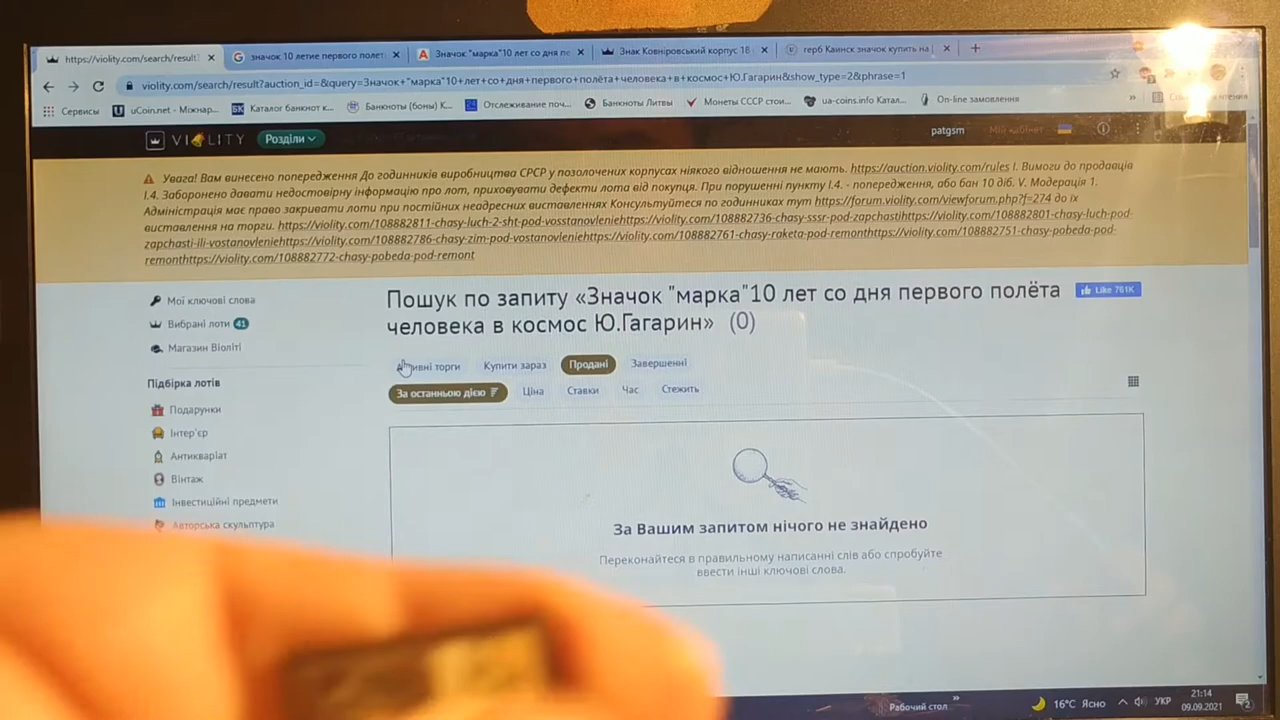 https://violity.com/search/result
значок 10 летие первого полет
Значок "марка"10 лет со дня пе
Знак Ковніровський корпус 18
герб Каинск значок купить на
violity.com/search/result?auction_id=&query=Значок+"марка"10+лет+со+дня+первого+полёта+человека+в+космос+Ю.Гагарин&show_type=2&phrase=1
Сервисы
uCoin.net - Межнар...
Каталог банкнот к...
Банкноты (боны) К...
Отслеживание поч...
Банкноты Литвы
Монеты СССР стои...
ua-coins.info Катал...
On-line замовлення
VIOLITY
Розділи
patgsm
Мій кабінет
Увага! Вам винесено попередження До годинників виробництва СРСР у позолочених корпусах ніякого відношення не мають. https://auction.violity.com/rules I. Вимоги до продавців
I.4. Заборонено давати недостовірну інформацію про лот, приховувати дефекти лота від покупця. При порушенні пункту I.4. - попередження, або бан 10 діб. V. Модерація 1.
Адміністрація має право закривати лоти при постійних неадресних виставленнях Консультуйтеся по годинниках тут https://forum.violity.com/viewforum.php?f=274 до їх
виставлення на торги. https://violity.com/108882811-chasy-luch-2-sht-pod-vosstanovleniehttps://violity.com/108882736-chasy-sssr-pod-zapchastihttps://violity.com/108882801-chasy-luch-pod-
zapchasti-ili-vostanovleniehttps://violity.com/108882786-chasy-zim-pod-vostanovleniehttps://violity.com/108882761-chasy-raketa-pod-remonthttps://violity.com/108882751-chasy-pobeda-pod-
remonthttps://violity.com/108882772-chasy-pobeda-pod-remont
Мої ключові слова
Вибрані лоти 41
Магазин Віоліті
Підбірка лотів
Подарунки
Інтер'єр
Антикваріат
Вінтаж
Інвестиційні предмети
Авторська скульптура
Пошук по запиту «Значок "марка"10 лет со дня первого полёта
человека в космос Ю.Гагарин» (0)
Like 761K
Активні торги
Купити зараз
Продані
Завершенні
За останньою дією
Ціна
Ставки
Час
Стежить
За Вашим запитом нічого не знайдено
Переконайтеся в правильному написанні слів або спробуйте
ввести інші ключові слова.
Рабочий стол
16°C Ясно
УКР
21:14
09.09.2021
2